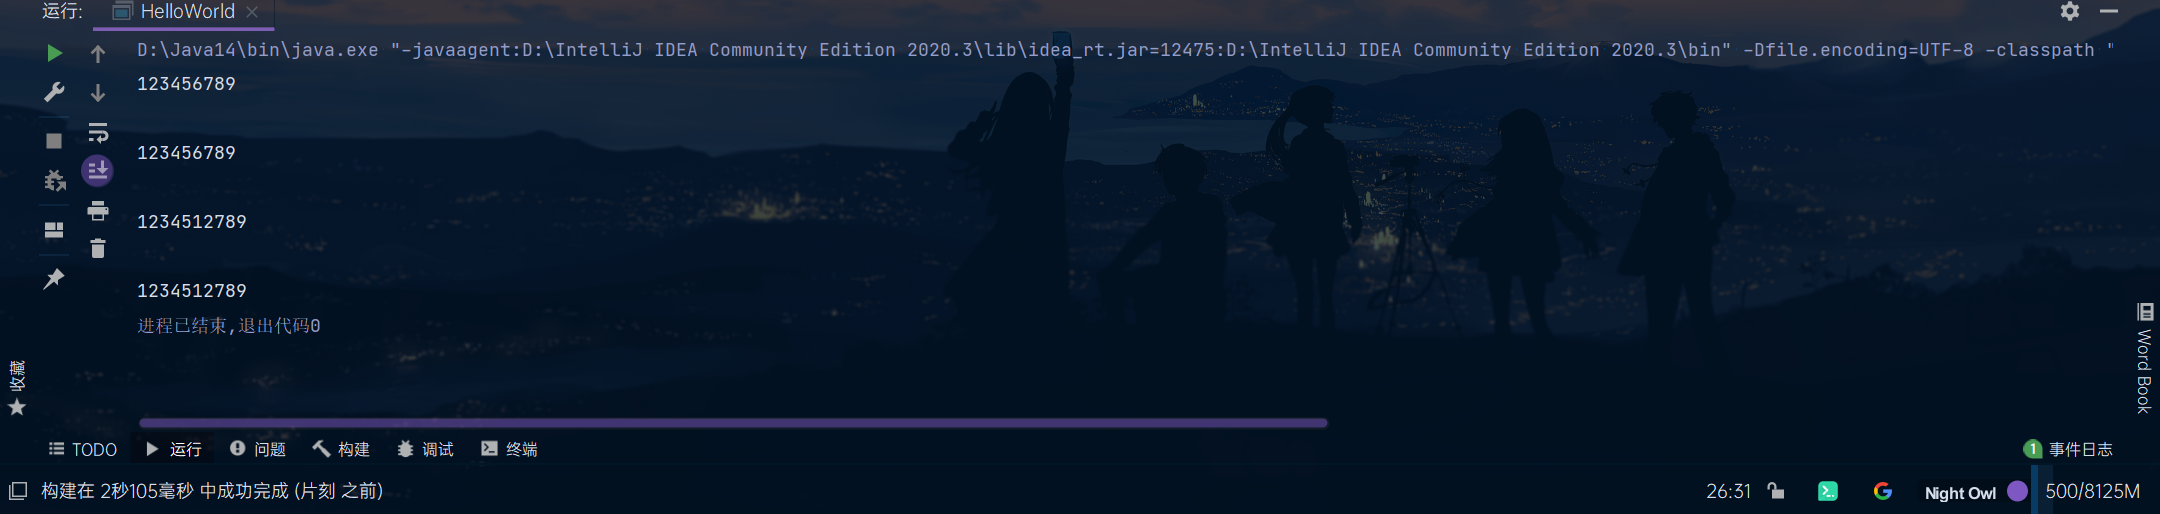 运行: HelloWorld
D:\Java14\bin\java.exe "-javaagent:D:\IntelliJ IDEA Community Edition 2020.3\lib\idea_rt.jar=12475:D:\IntelliJ IDEA Community Edition 2020.3\bin" -Dfile.encoding=UTF-8 -classpath "
123456789
123456789
1234512789
1234512789
进程已结束,退出代码0
收藏
Word Book
TODO 运行 问题 构建 调试 终端 1 事件日志
构建在 2秒105毫秒 中成功完成 (片刻 之前) 26:31 Night Owl 500/8125M